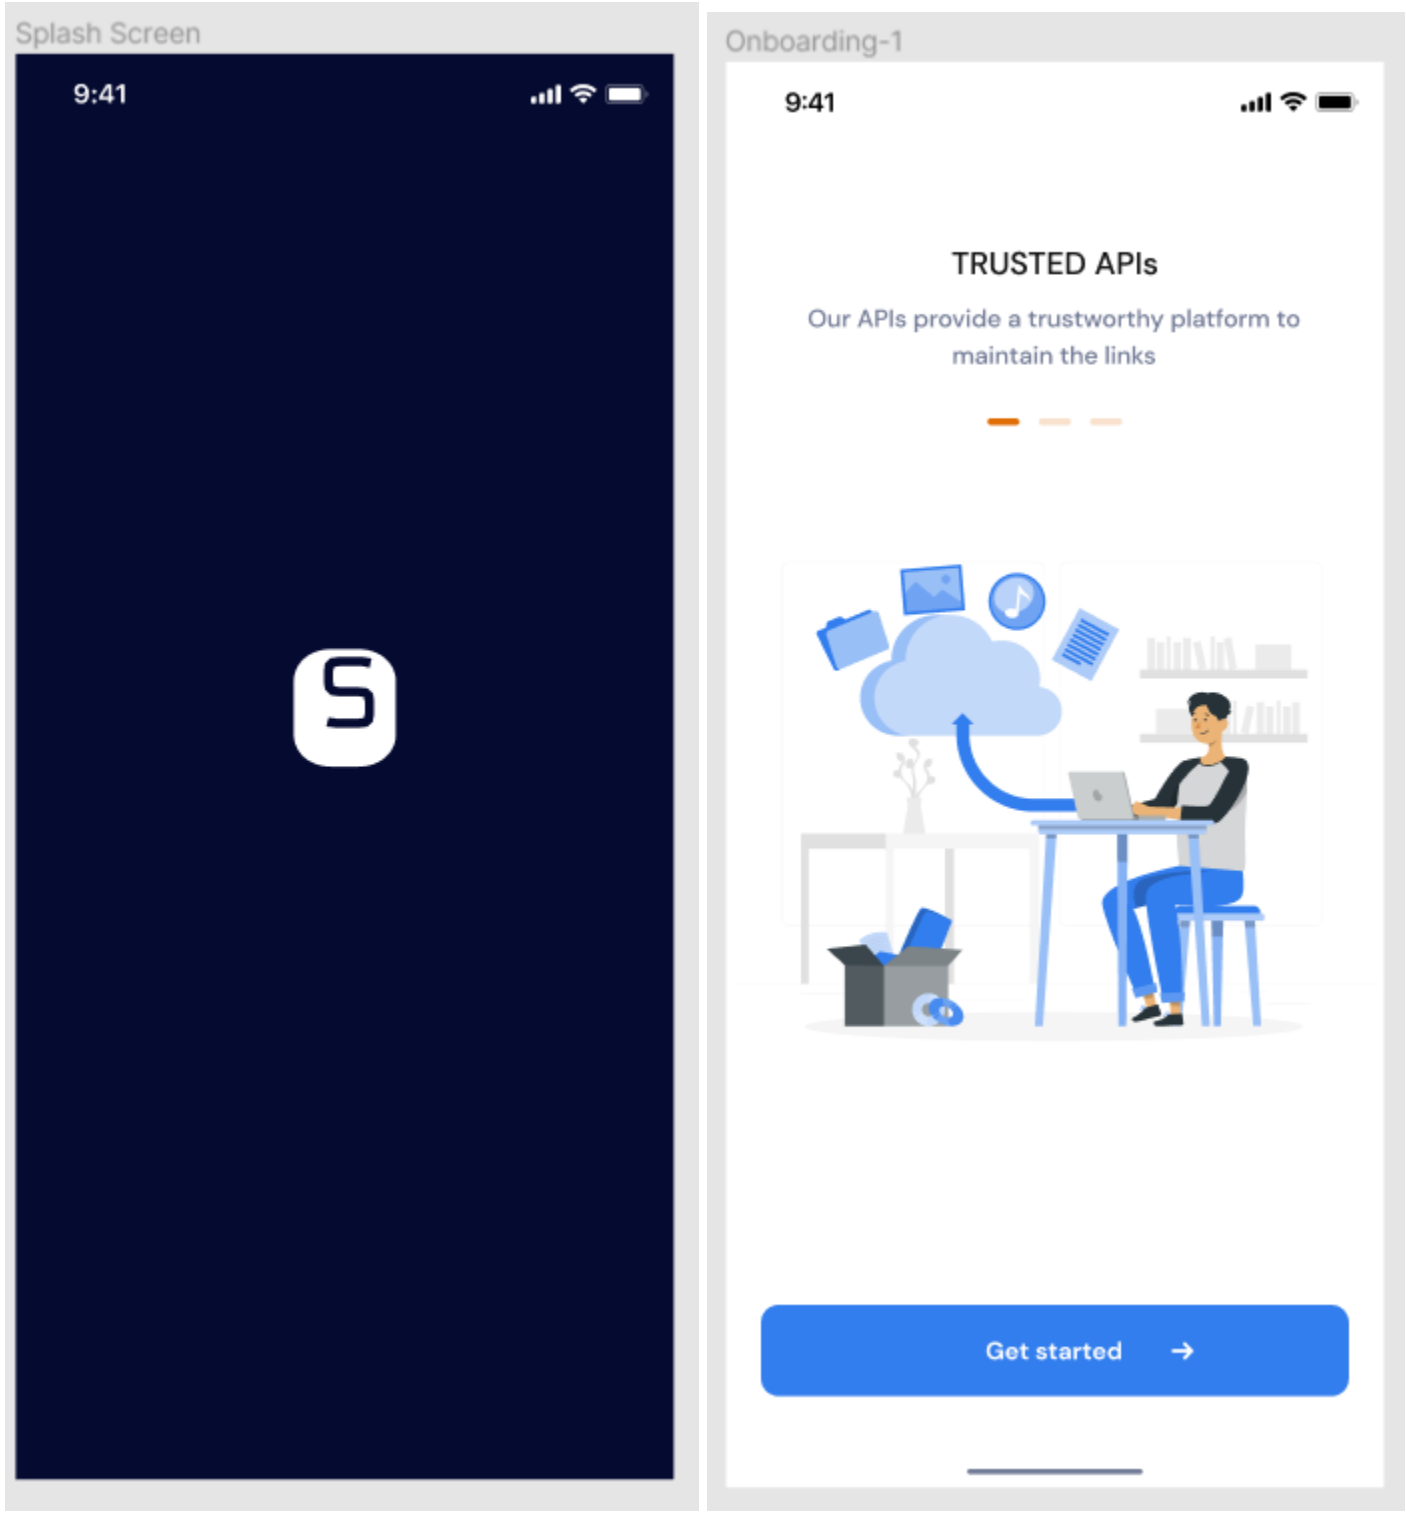 Splash Screen
9:41
S
Onboarding-1
9:41
TRUSTED APIs
Our APIs provide a trustworthy platform to
maintain the links
Get started →